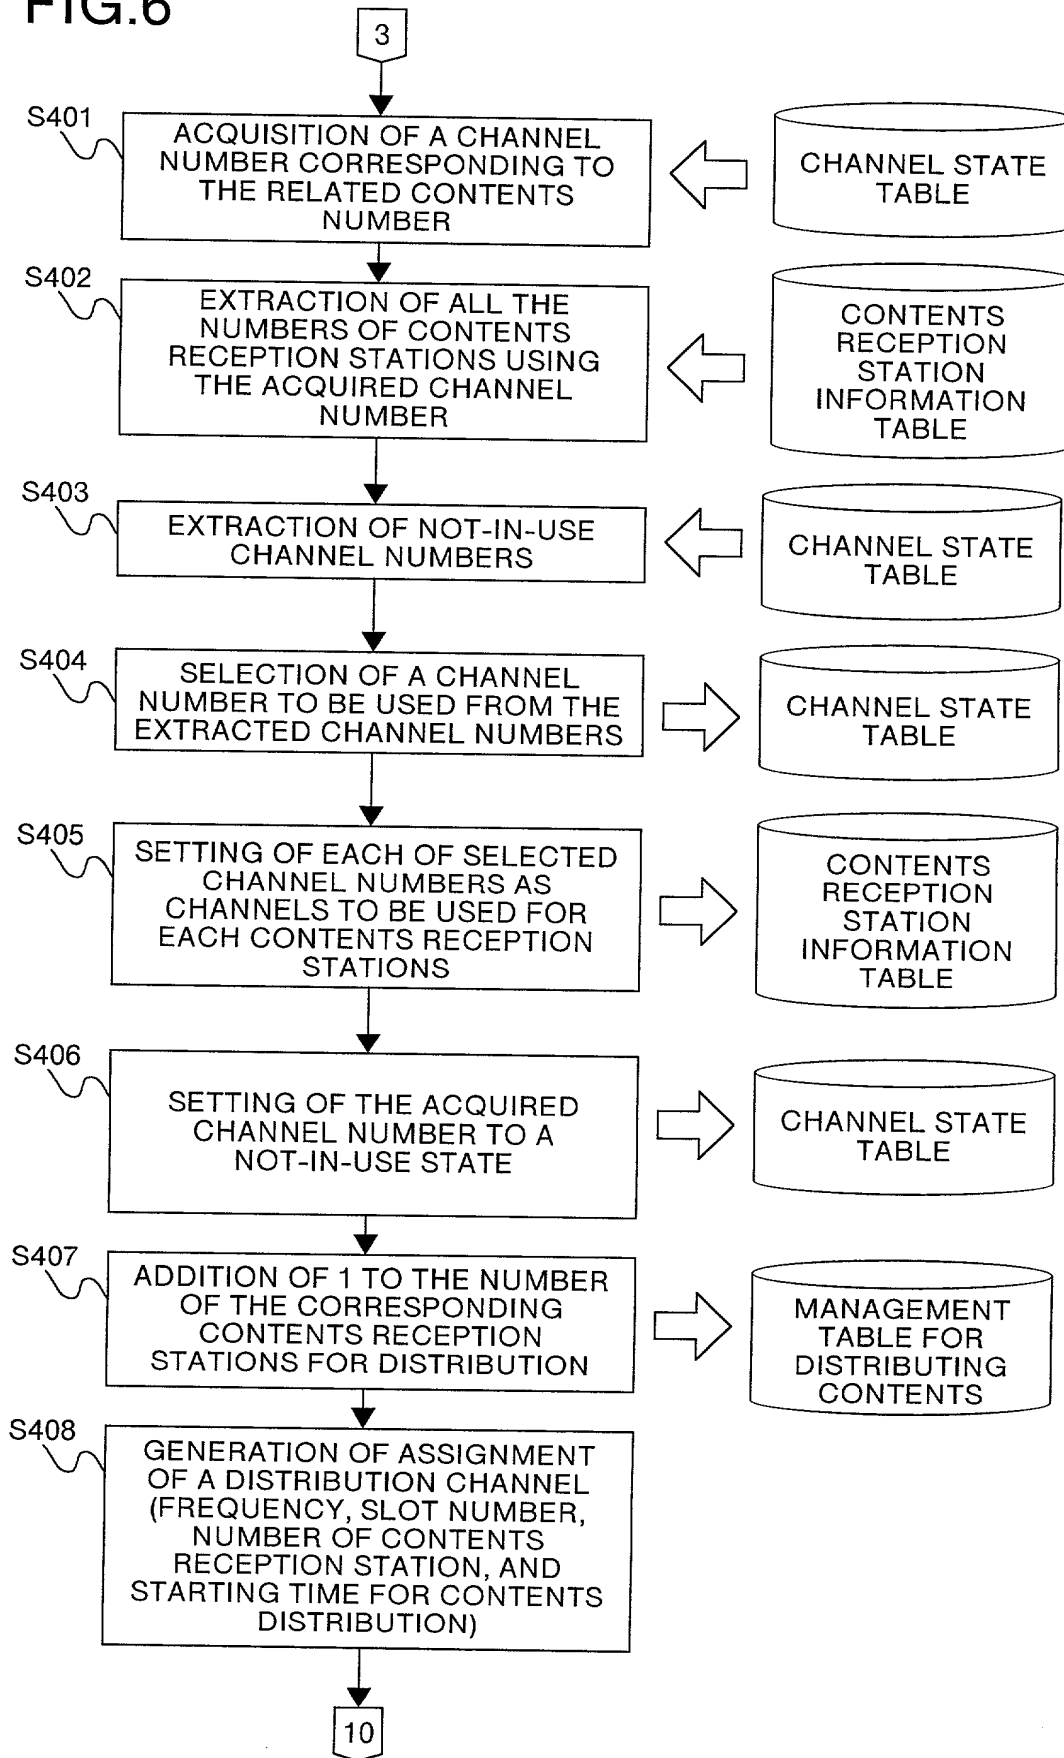 FIG.6
3
S401
ACQUISITION OF A CHANNEL
NUMBER CORRESPONDING TO
THE RELATED CONTENTS
NUMBER
CHANNEL STATE
TABLE
S402
EXTRACTION OF ALL THE
NUMBERS OF CONTENTS
RECEPTION STATIONS USING
THE ACQUIRED CHANNEL
NUMBER
CONTENTS
RECEPTION
STATION
INFORMATION
TABLE
S403
EXTRACTION OF NOT-IN-USE
CHANNEL NUMBERS
CHANNEL STATE
TABLE
S404
SELECTION OF A CHANNEL
NUMBER TO BE USED FROM THE
EXTRACTED CHANNEL NUMBERS
CHANNEL STATE
TABLE
S405
SETTING OF EACH OF SELECTED
CHANNEL NUMBERS AS
CHANNELS TO BE USED FOR
EACH CONTENTS RECEPTION
STATIONS
CONTENTS
RECEPTION
STATION
INFORMATION
TABLE
S406
SETTING OF THE ACQUIRED
CHANNEL NUMBER TO A
NOT-IN-USE STATE
CHANNEL STATE
TABLE
S407
ADDITION OF 1 TO THE NUMBER
OF THE CORRESPONDING
CONTENTS RECEPTION
STATIONS FOR DISTRIBUTION
MANAGEMENT
TABLE FOR
DISTRIBUTING
CONTENTS
S408
GENERATION OF ASSIGNMENT
OF A DISTRIBUTION CHANNEL
(FREQUENCY, SLOT NUMBER,
NUMBER OF CONTENTS
RECEPTION STATION, AND
STARTING TIME FOR CONTENTS
DISTRIBUTION)
10